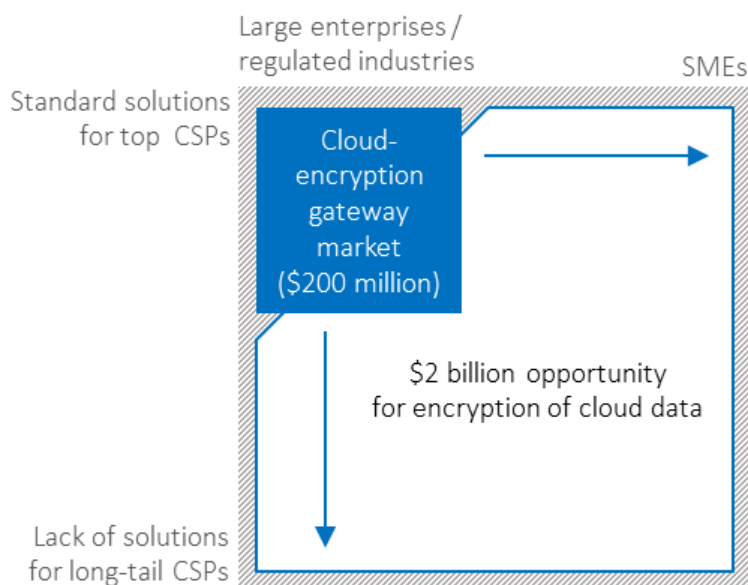 Large enterprises /
regulated industries
SMEs
Standard solutions
for top CSPs
Cloud-
encryption
gateway
market
($200 million)
$2 billion opportunity
for encryption of cloud data
Lack of solutions
for long-tail CSPs